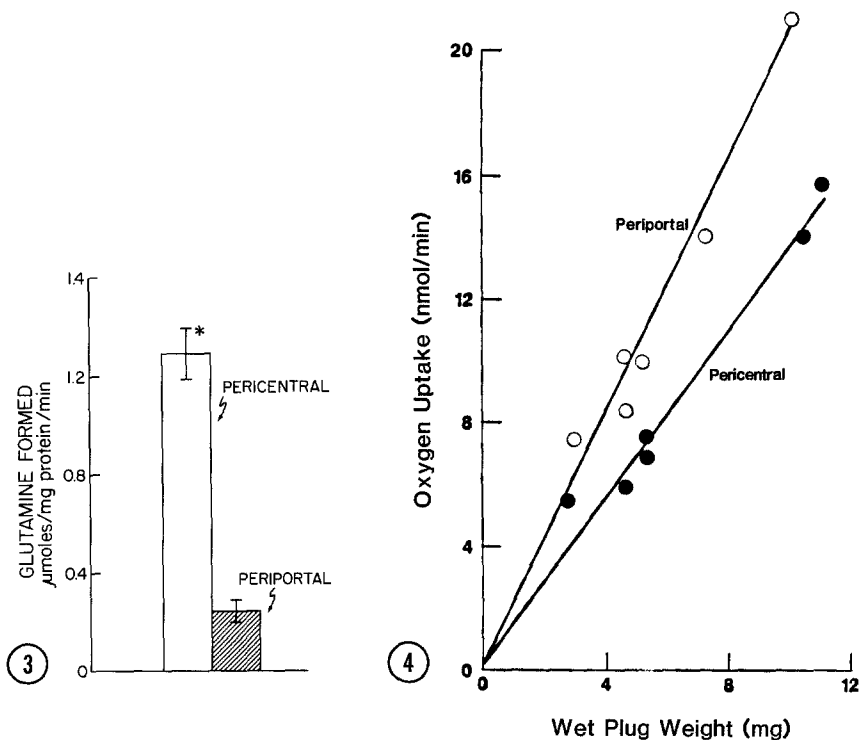 GLUTAMINE FORMED
μmoles/mg protein/min
1.4
1.2
1.0
0.8
0.4
0
*
PERICENTRAL
PERIPORTAL
3
4
Oxygen Uptake (nmol/min)
20
16
12
8
4
0
Periportal
Pericentral
0 4 8 12
Wet Plug Weight (mg)